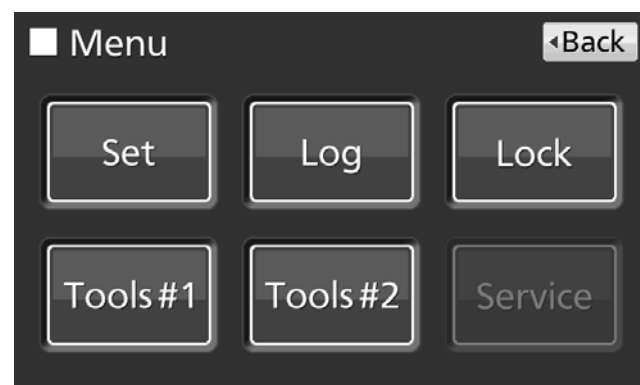 Menu
Back
Set
Log
Lock
Tools #1
Tools #2
Service